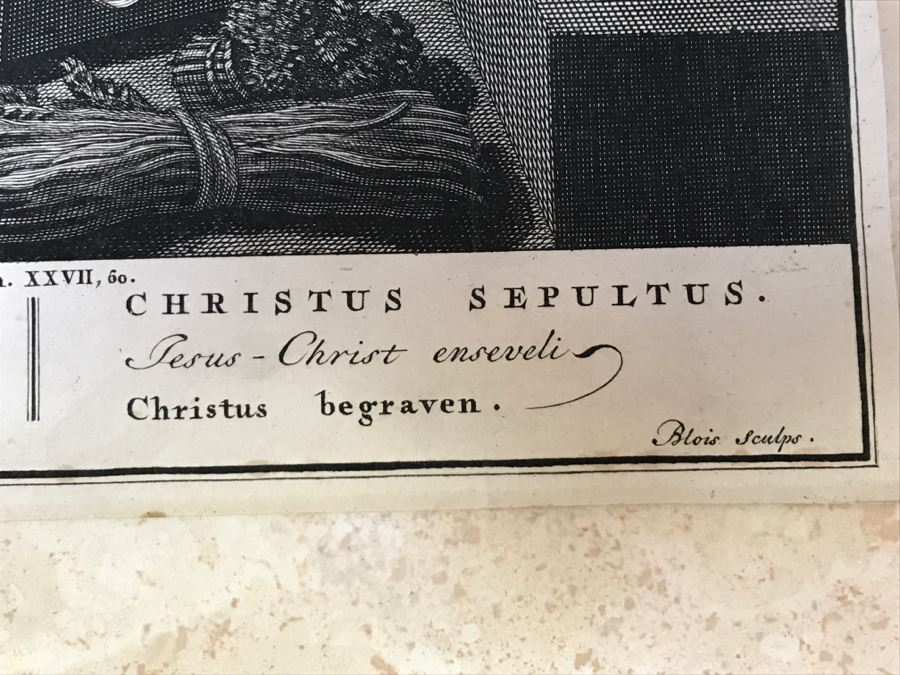 XXVII, 60.
CHRISTUS SEPULTUS.
Jesus-Christ enseveli
Christus begraven.
Blois sculps.